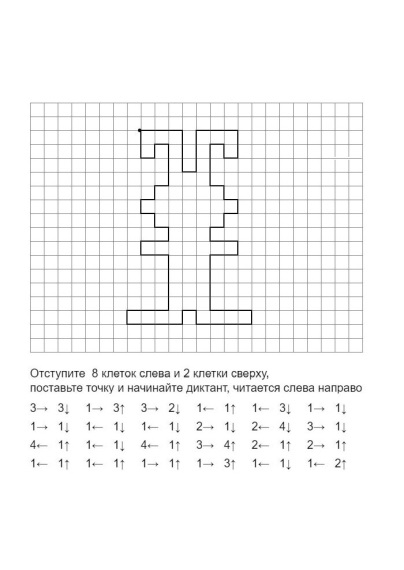 Отступите 8 клеток слева и 2 клетки сверху,
поставьте точку и начинайте диктант, читается слева направо
3→ 3↓ 1→ 3↑ 3→ 2↓ 1← 1↑ 1← 3↓ 1→ 1↓
1→ 1↓ 1← 1↓ 1← 1↓ 2→ 1↓ 2← 4↓ 3→ 1↓
4← 1↑ 1← 1↓ 4← 1↑ 3→ 4↑ 2← 1↑ 2→ 1↑
1← 1↑ 1← 1↑ 1→ 1↑ 1→ 3↑ 1← 1↓ 1← 2↑